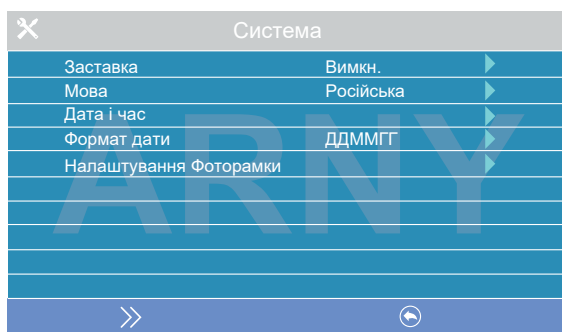 Система
Заставка Вимкн.
Мова Російська
Дата і час
Формат дати ДДММГГ
Налаштування Фоторамки
ARNY